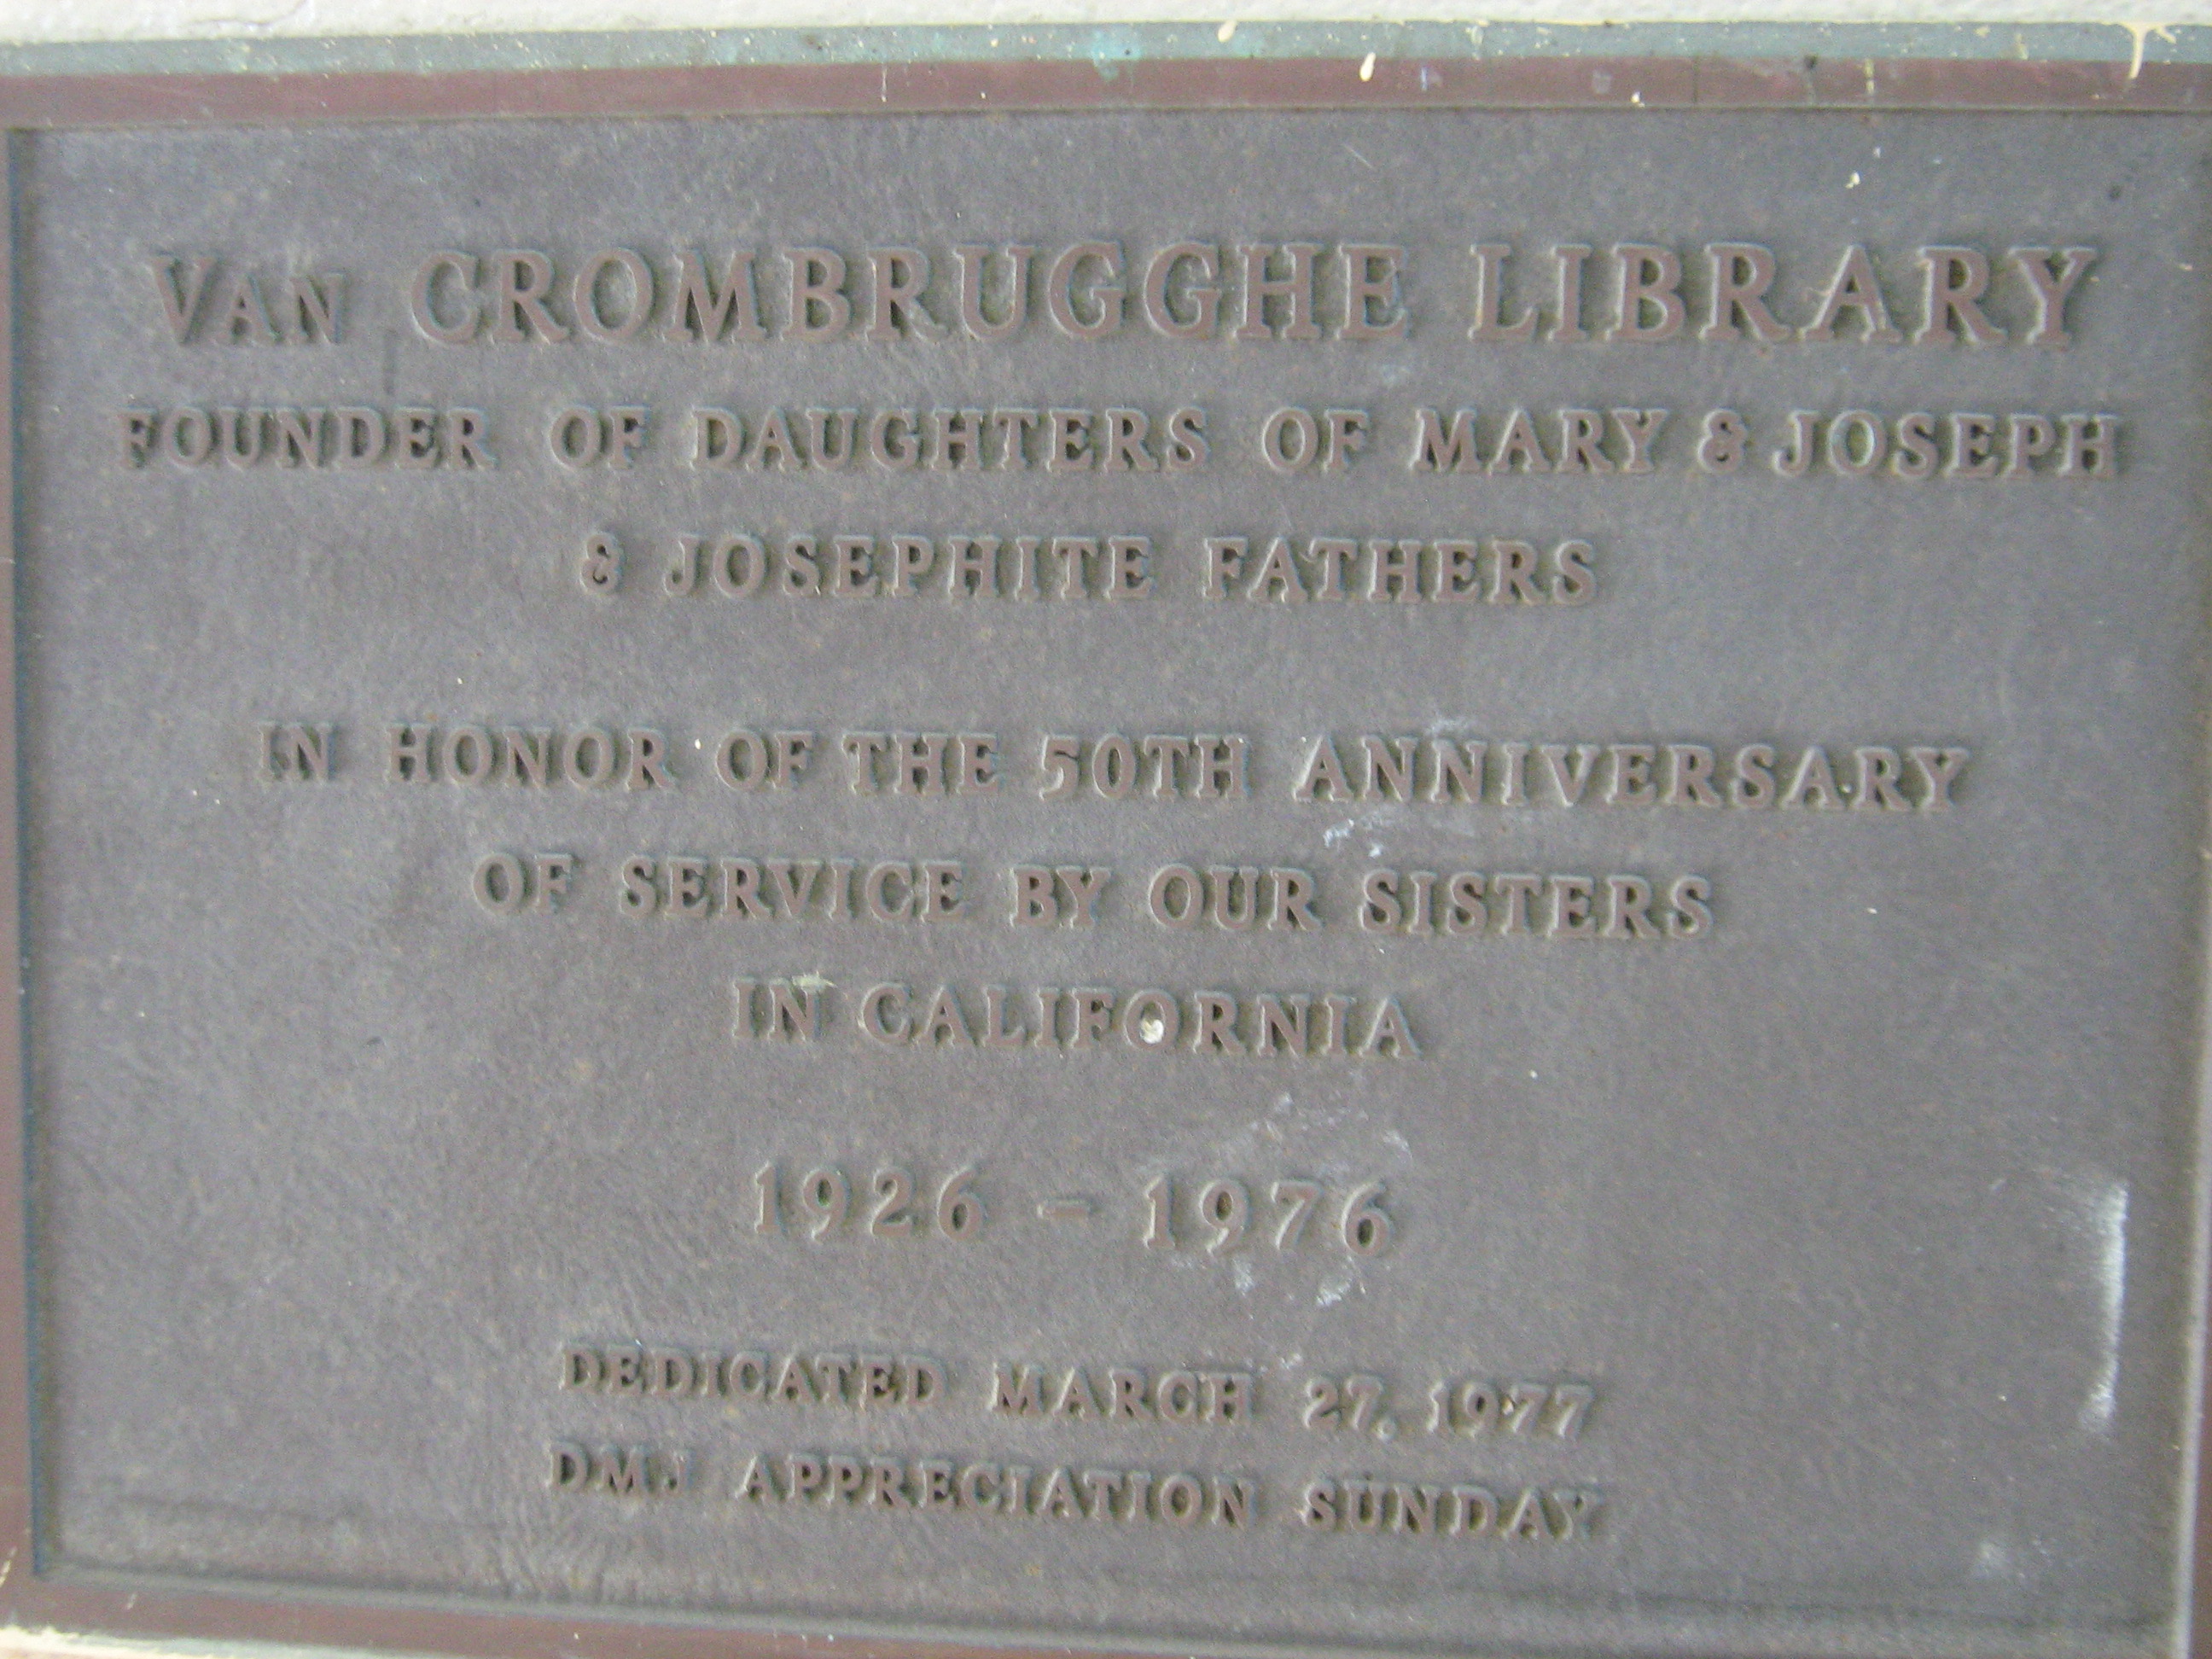 VAN CROMBRUGGHE LIBRARY
FOUNDER OF DAUGHTERS OF MARY & JOSEPH
& JOSEPHITE FATHERS
IN HONOR OF THE 50TH ANNIVERSARY
OF SERVICE BY OUR SISTERS
IN CALIFORNIA
1926 - 1976
DEDICATED MARCH 27, 1977
DMJ APPRECIATION SUNDAY